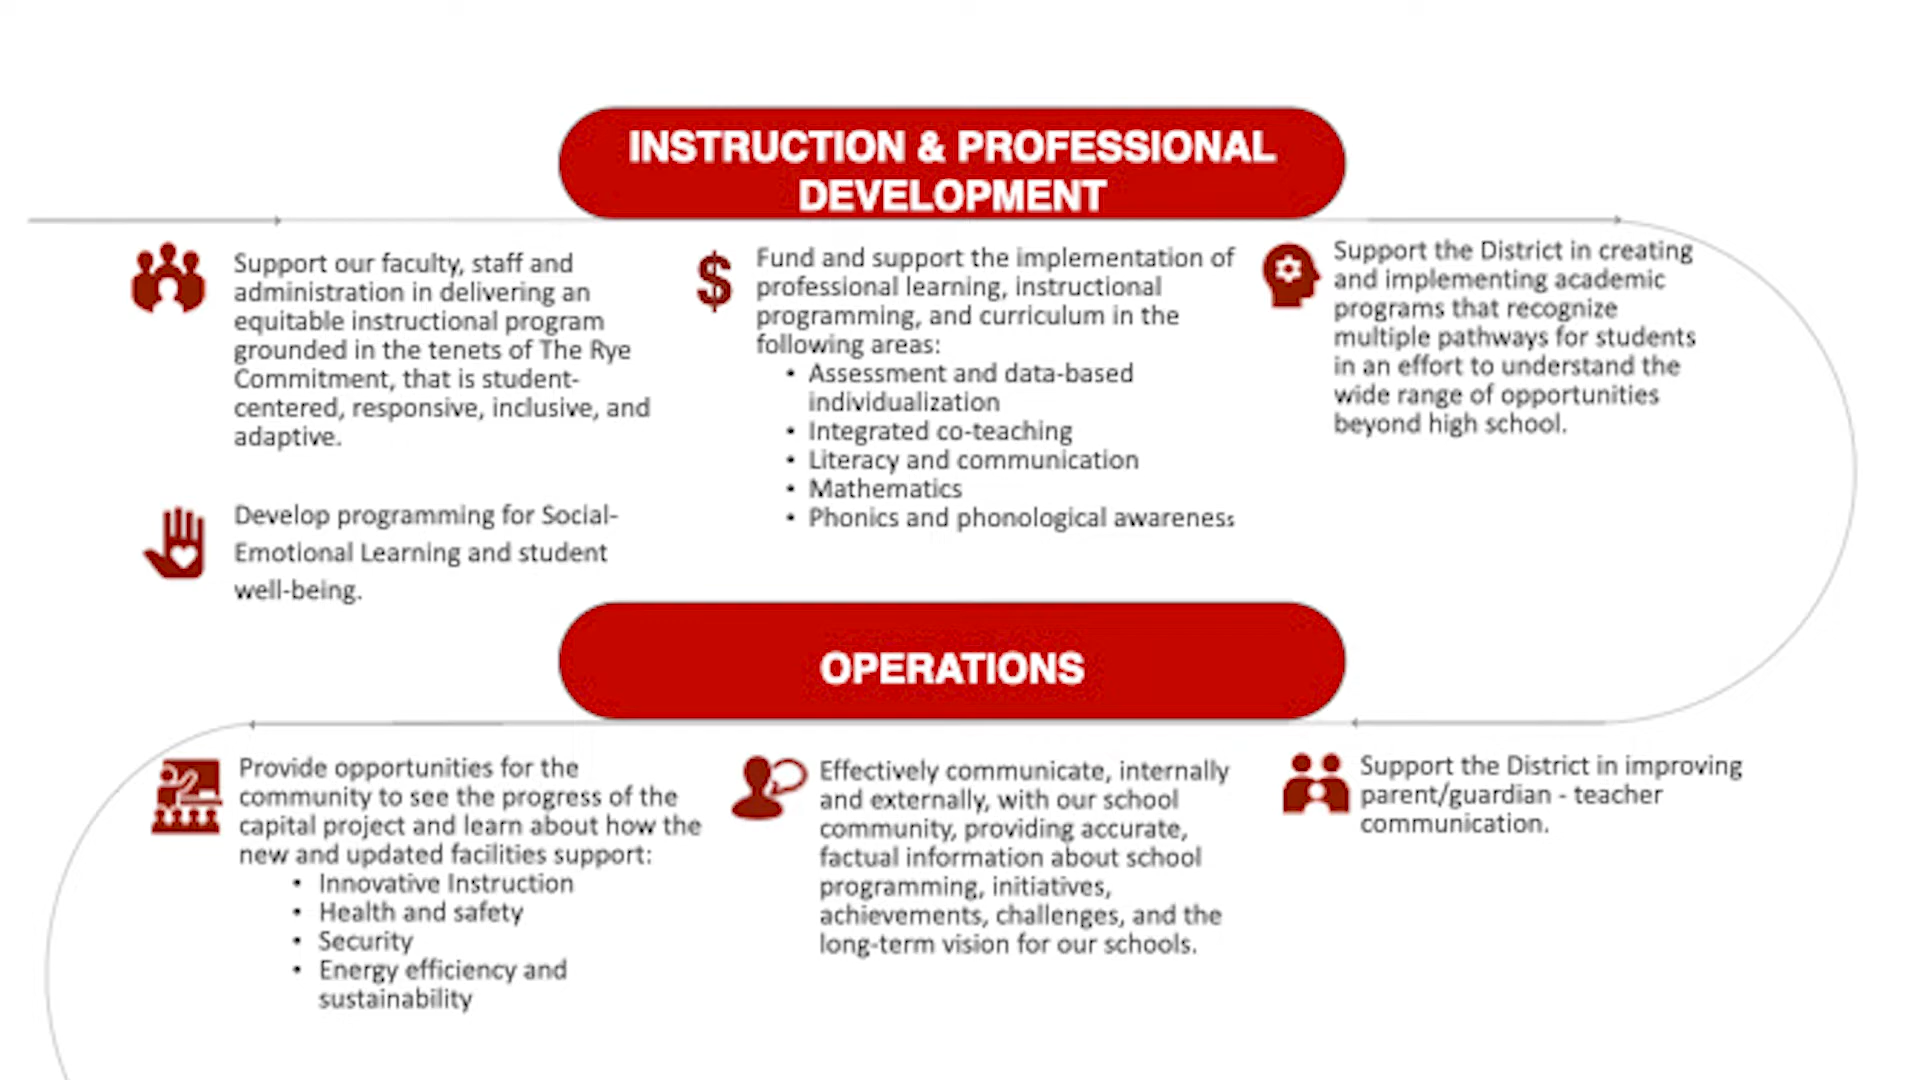 INSTRUCTION & PROFESSIONAL
DEVELOPMENT
Support our faculty, staff and
administration in delivering an
equitable instructional program
grounded in the tenets of The Rye
Commitment, that is student-
centered, responsive, inclusive, and
adaptive.
Develop programming for Social-
Emotional Learning and student
well-being.
$
Fund and support the implementation of
professional learning, instructional
programming, and curriculum in the
following areas:
• Assessment and data-based
individualization
• Integrated co-teaching
• Literacy and communication
• Mathematics
• Phonics and phonological awareness
Support the District in creating
and implementing academic
programs that recognize
multiple pathways for students
in an effort to understand the
wide range of opportunities
beyond high school.
OPERATIONS
Provide opportunities for the
community to see the progress of the
capital project and learn about how the
new and updated facilities support:
• Innovative Instruction
• Health and safety
• Security
• Energy efficiency and
sustainability
Effectively communicate, internally
and externally, with our school
community, providing accurate,
factual information about school
programming, initiatives,
achievements, challenges, and the
long-term vision for our schools.
Support the District in improving
parent/guardian - teacher
communication.